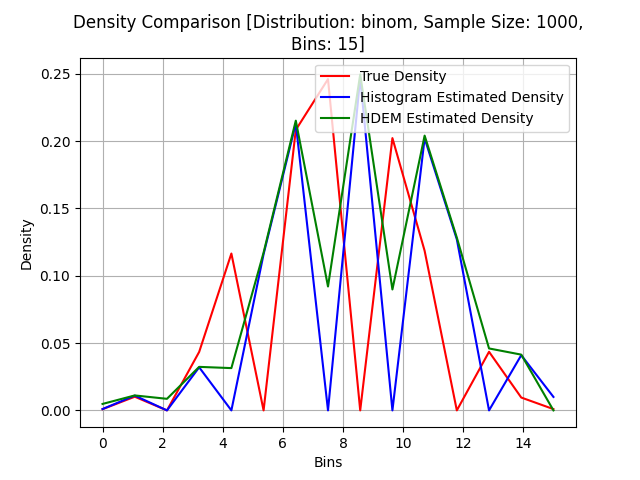 Density Comparison [Distribution: binom, Sample Size: 1000,
Bins: 15]
True Density
Histogram Estimated Density
HDEM Estimated Density
Density
0.25
0.20
0.15
0.10
0.05
0.00
0 2 4 6 8 10 12 14
Bins